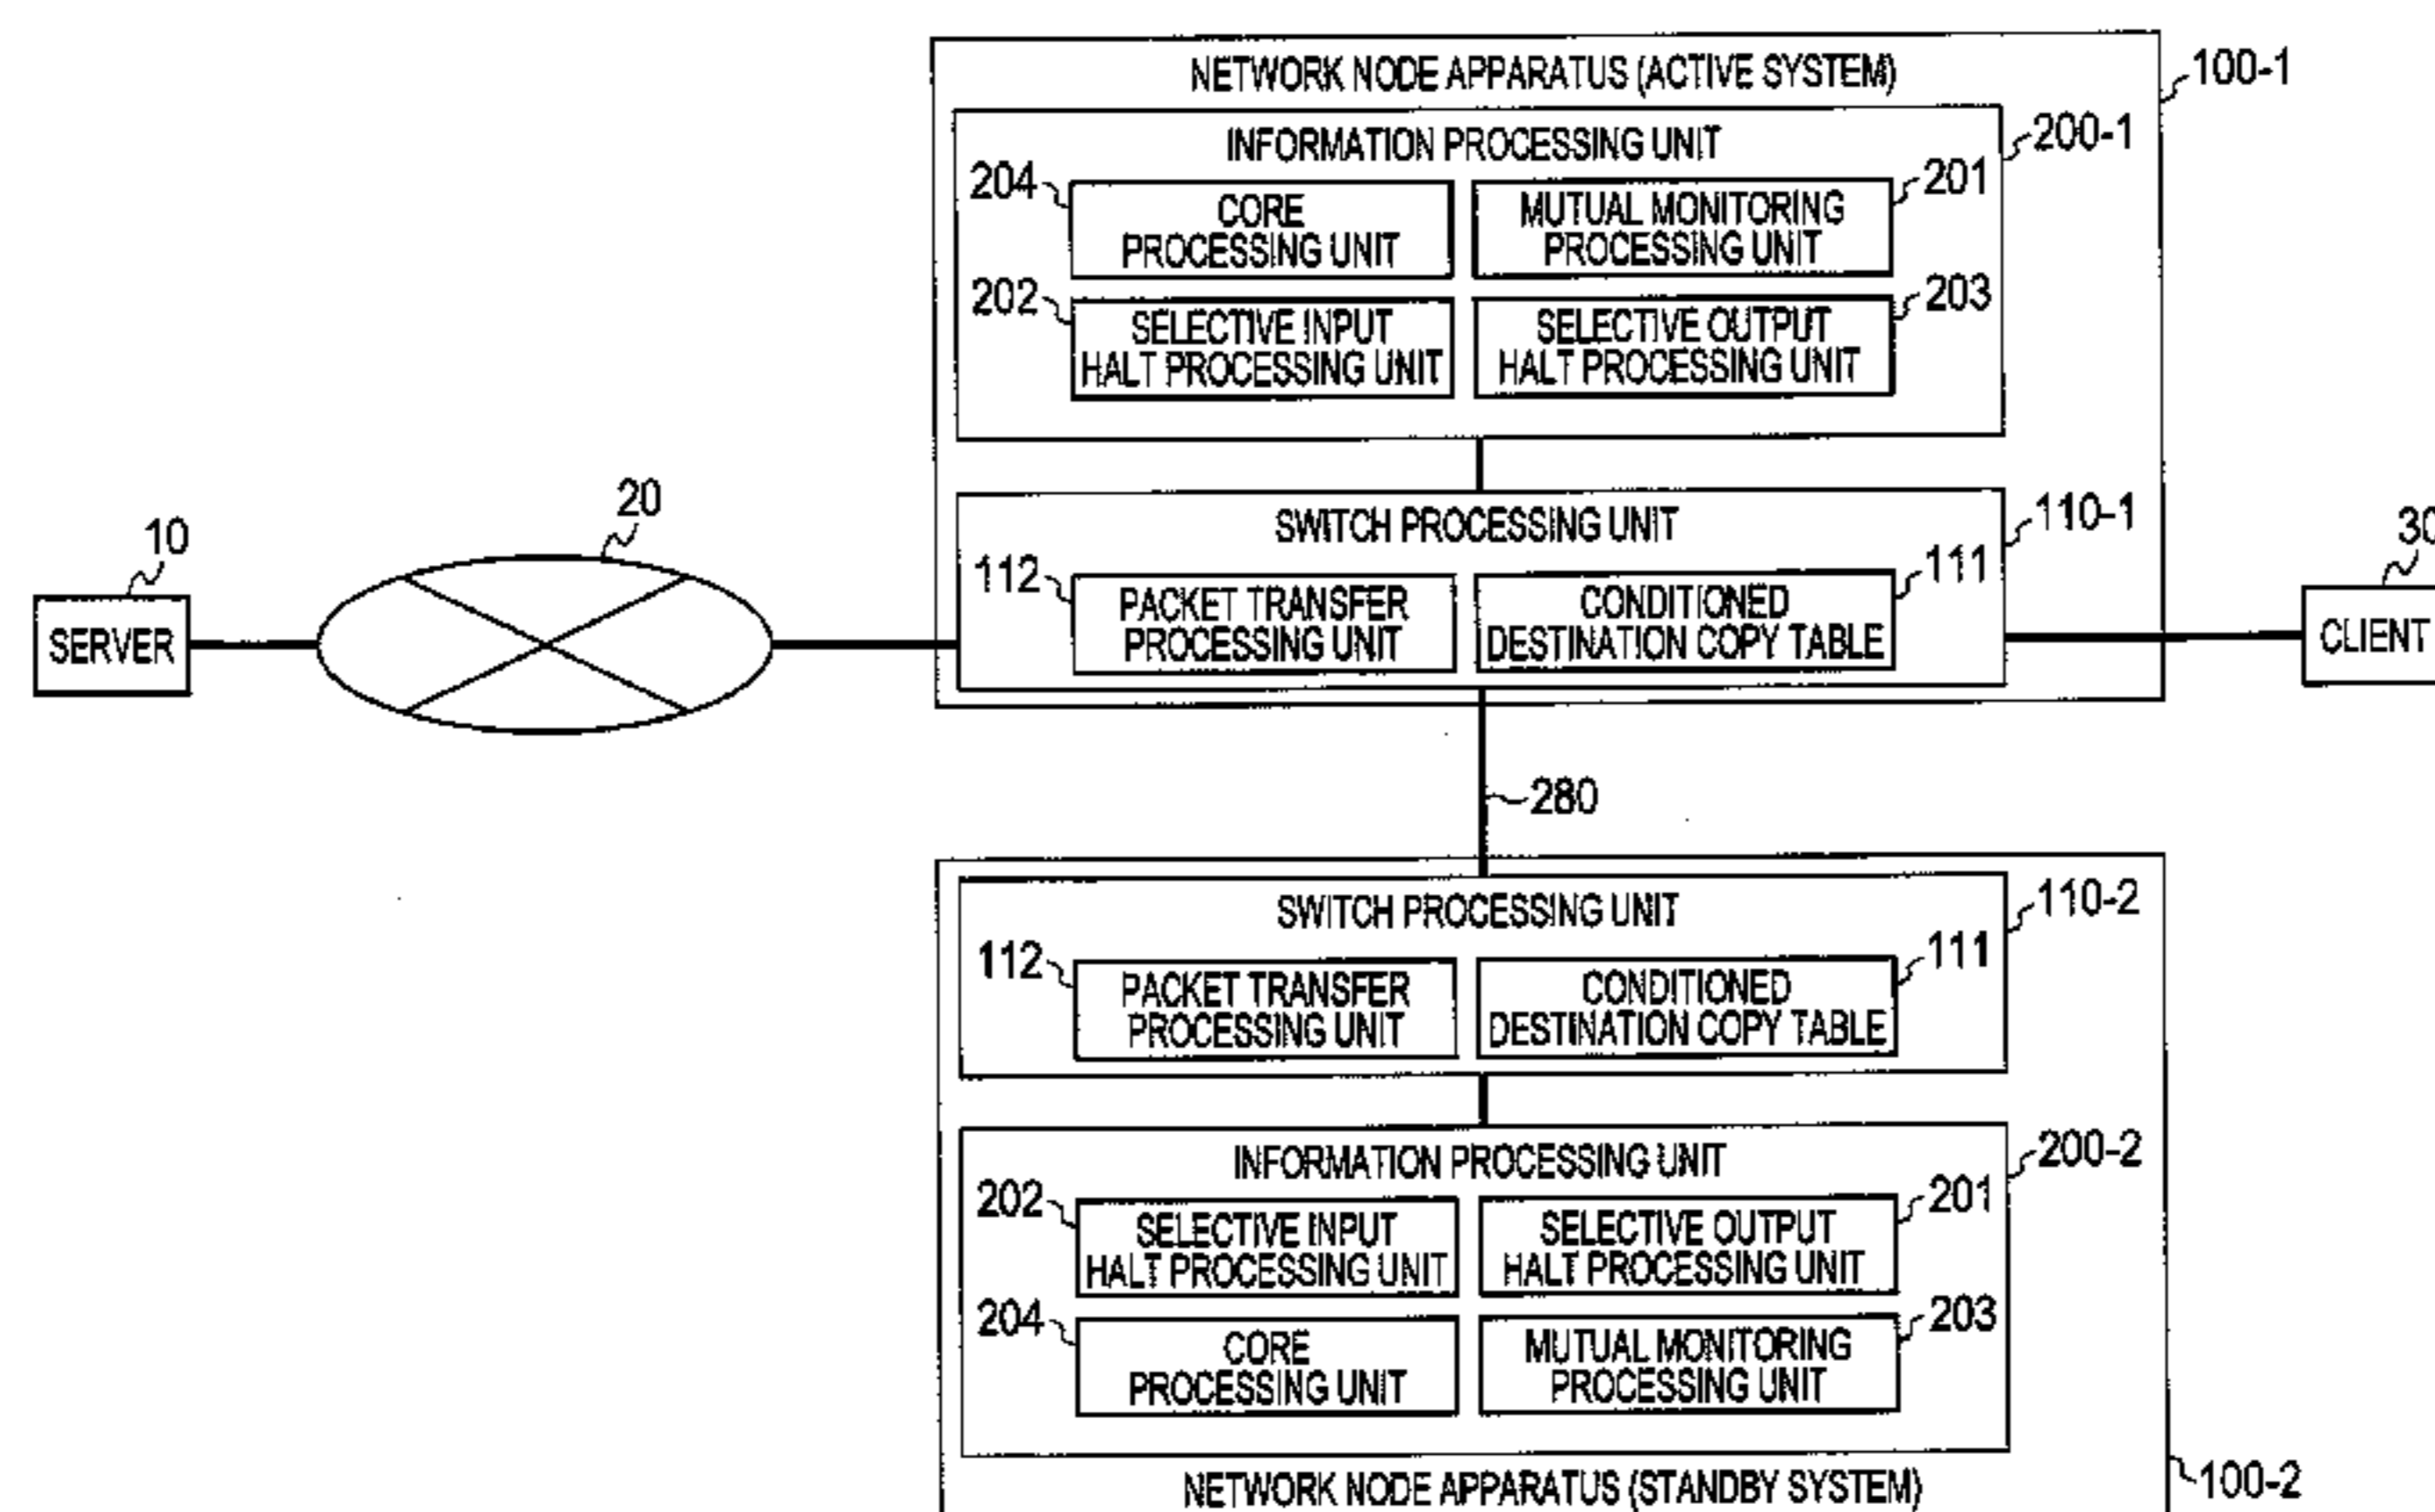 NETWORK NODE APPARATUS (ACTIVE SYSTEM)
100-1
INFORMATION PROCESSING UNIT
200-1
204
CORE
PROCESSING UNIT
201
MUTUAL MONITORING
PROCESSING UNIT
202
SELECTIVE INPUT
HALT PROCESSING UNIT
203
SELECTIVE OUTPUT
HALT PROCESSING UNIT
10
SERVER
20
SWITCH PROCESSING UNIT
110-1
112
PACKET TRANSFER
PROCESSING UNIT
111
CONDITIONED
DESTINATION COPY TABLE
30
CLIENT
280
SWITCH PROCESSING UNIT
110-2
112
PACKET TRANSFER
PROCESSING UNIT
111
CONDITIONED
DESTINATION COPY TABLE
INFORMATION PROCESSING UNIT
200-2
202
SELECTIVE INPUT
HALT PROCESSING UNIT
201
SELECTIVE OUTPUT
HALT PROCESSING UNIT
204
CORE
PROCESSING UNIT
203
MUTUAL MONITORING
PROCESSING UNIT
NETWORK NODE APPARATUS (STANDBY SYSTEM)
100-2